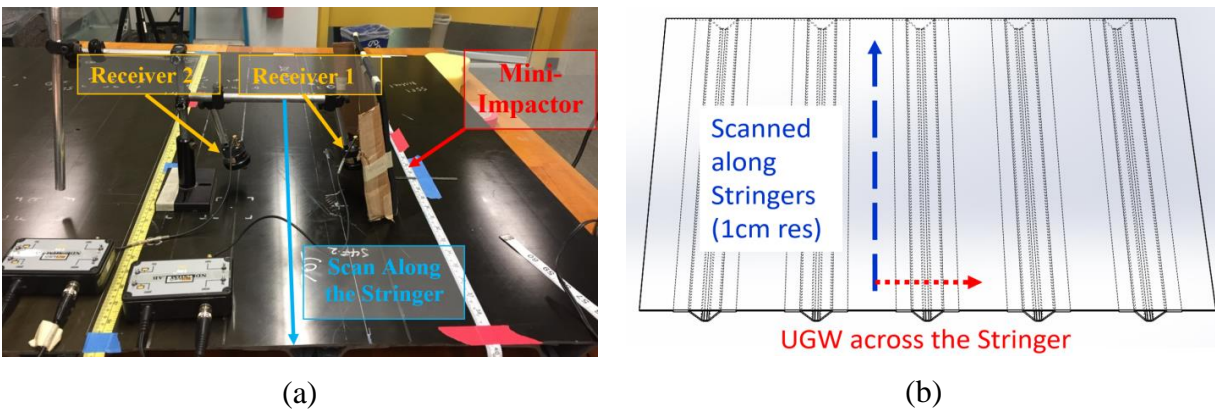 Receiver 2
Receiver 1
Mini-
Impactor
Scan Along
the Stringer
(a)
Scanned
along
Stringers
(1cm res)
UGW across the Stringer
(b)